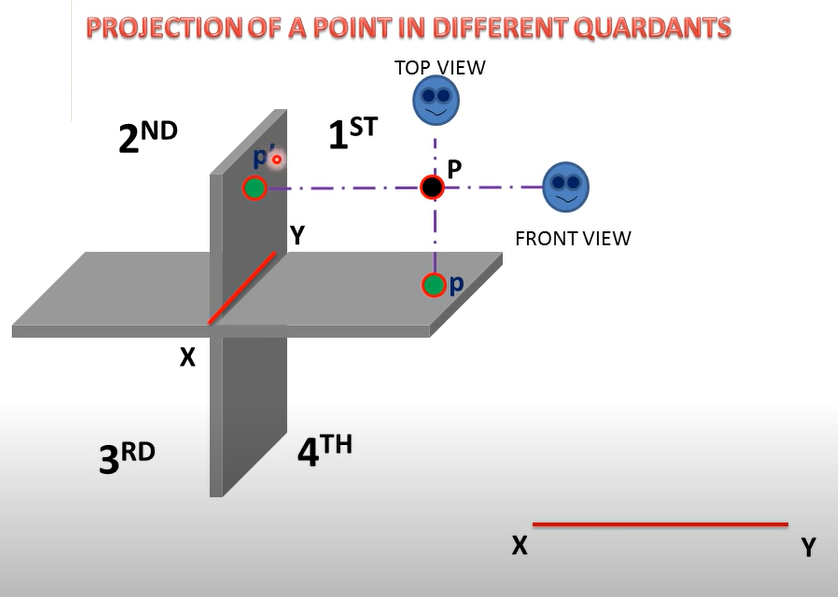 PROJECTION OF A POINT IN DIFFERENT QUARDANTS
TOP VIEW
2ND
1ST
p'
P
Y
FRONT VIEW
p
X
3RD
4TH
X
Y